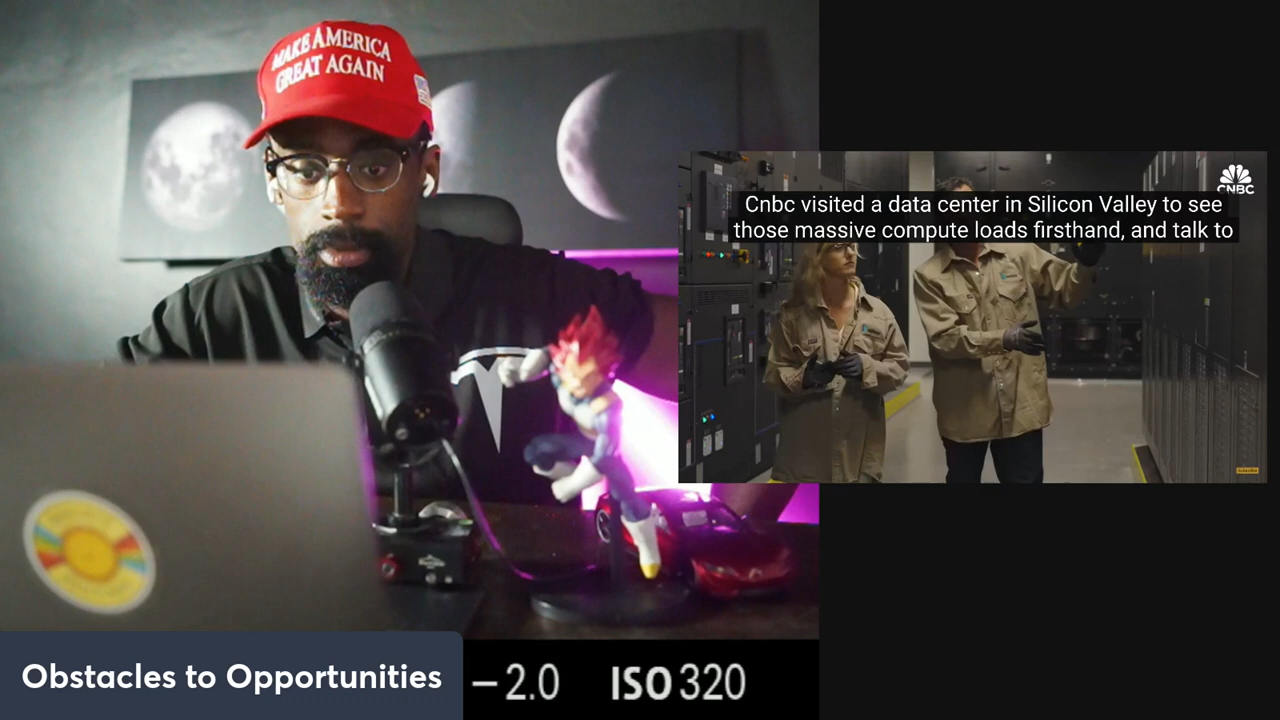 MAKE AMERICA
GREAT AGAIN
CNBC
Cnbc visited a data center in Silicon Valley to see
those massive compute loads firsthand, and talk to
Obstacles to Opportunities
−2.0 ISO 320